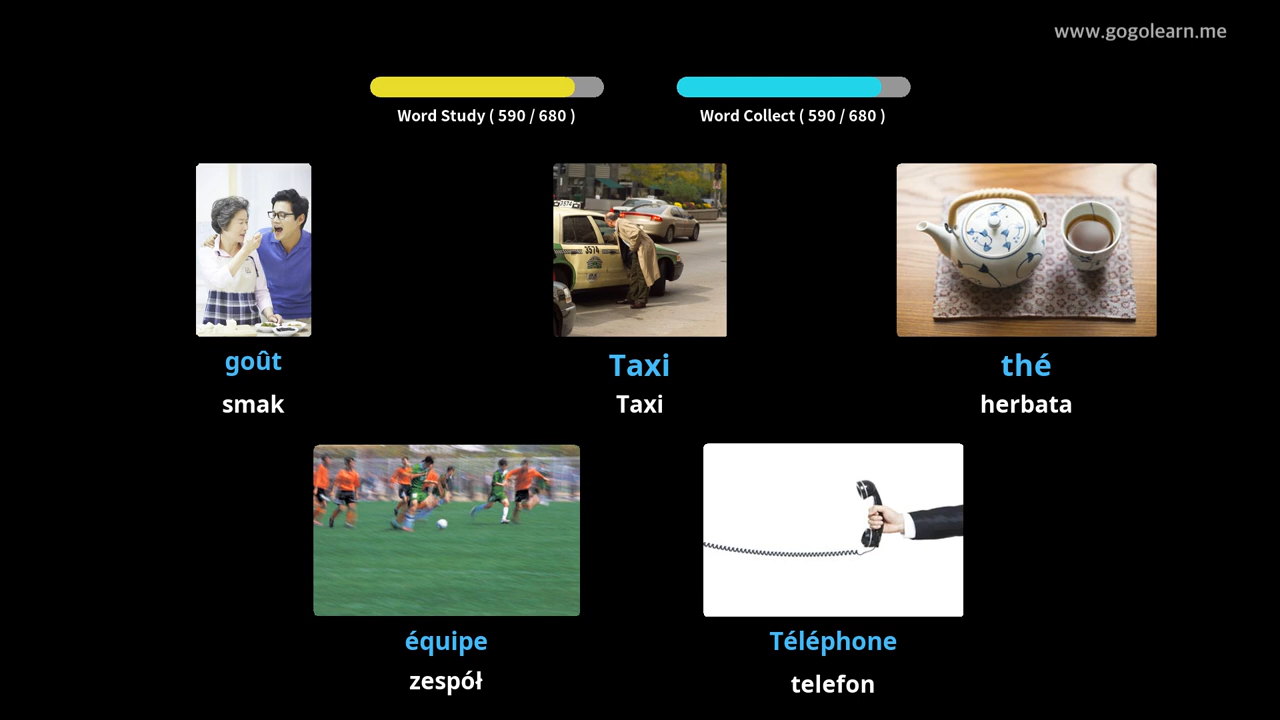 www.gogolearn.me
Word Study ( 590 / 680 )
Word Collect ( 590 / 680 )
goût
smak
Taxi
Taxi
thé
herbata
3574
équipe
zespół
Téléphone
telefon